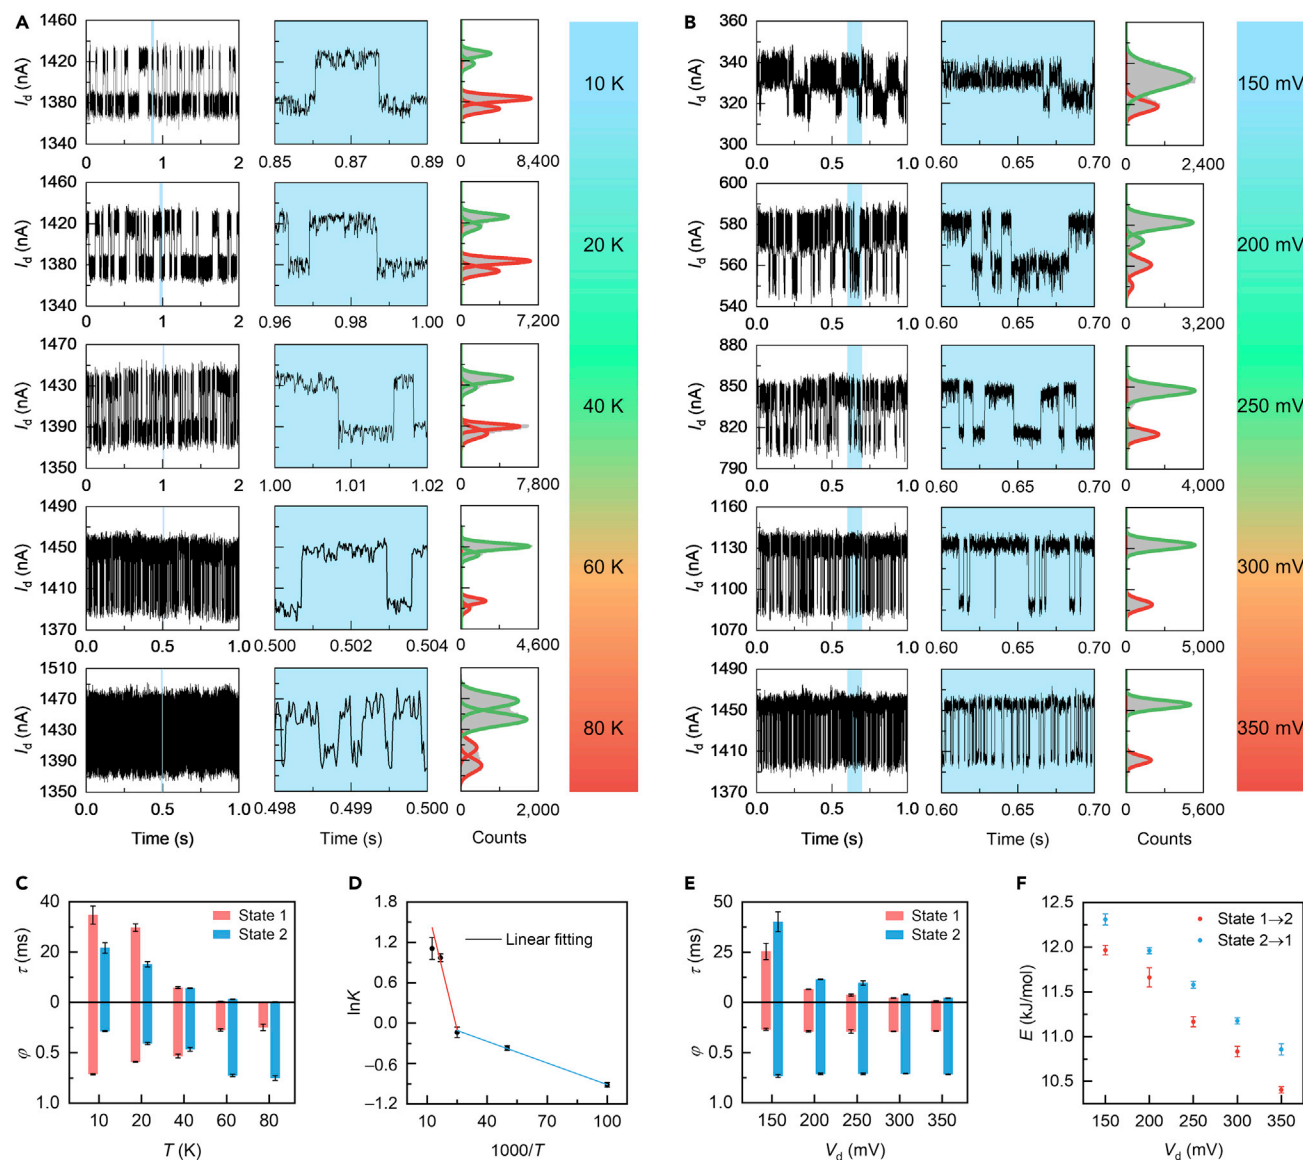 A
1460
1420
1380
1340
I_d (nA)
0 1 2
0.85 0.87 0.89
0 8,400
10 K
1460
1420
1380
1340
I_d (nA)
0 1 2
0.96 0.98 1.00
0 7,200
20 K
1470
1430
1390
1350
I_d (nA)
0 1 2
1.00 1.01 1.02
0 7,800
40 K
1490
1450
1410
1370
I_d (nA)
0.0 0.5 1.0
0.500 0.502 0.504
0 4,600
60 K
1510
1470
1430
1390
1350
I_d (nA)
0.0 0.5 1.0
0.498 0.499 0.500
0 2,000
80 K
Time (s) Time (s) Counts
B
360
340
320
300
I_d (nA)
0.0 0.5 1.0
0.60 0.65 0.70
0 2,400
150 mV
600
580
560
540
I_d (nA)
0.0 0.5 1.0
0.60 0.65 0.70
0 3,200
200 mV
880
850
820
790
I_d (nA)
0.0 0.5 1.0
0.60 0.65 0.70
0 4,000
250 mV
1160
1130
1100
1070
I_d (nA)
0.0 0.5 1.0
0.60 0.65 0.70
0 5,000
300 mV
1490
1450
1410
1370
I_d (nA)
0.0 0.5 1.0
0.60 0.65 0.70
0 5,600
350 mV
Time (s) Time (s) Counts
C
40
20
0
0.5
1.0
τ (ms)
φ
State 1
State 2
10 20 40 60 80
T (K)
D
1.8
1.2
0.6
0.0
−0.6
−1.2
lnK
Linear fitting
10 40 70 100
1000/T
E
50
25
0
0.5
1.0
τ (ms)
φ
State 1
State 2
150 200 250 300 350
V_d (mV)
F
12.5
12.0
11.5
11.0
10.5
E (kJ/mol)
State 1→2
State 2→1
150 200 250 300 350
V_d (mV)